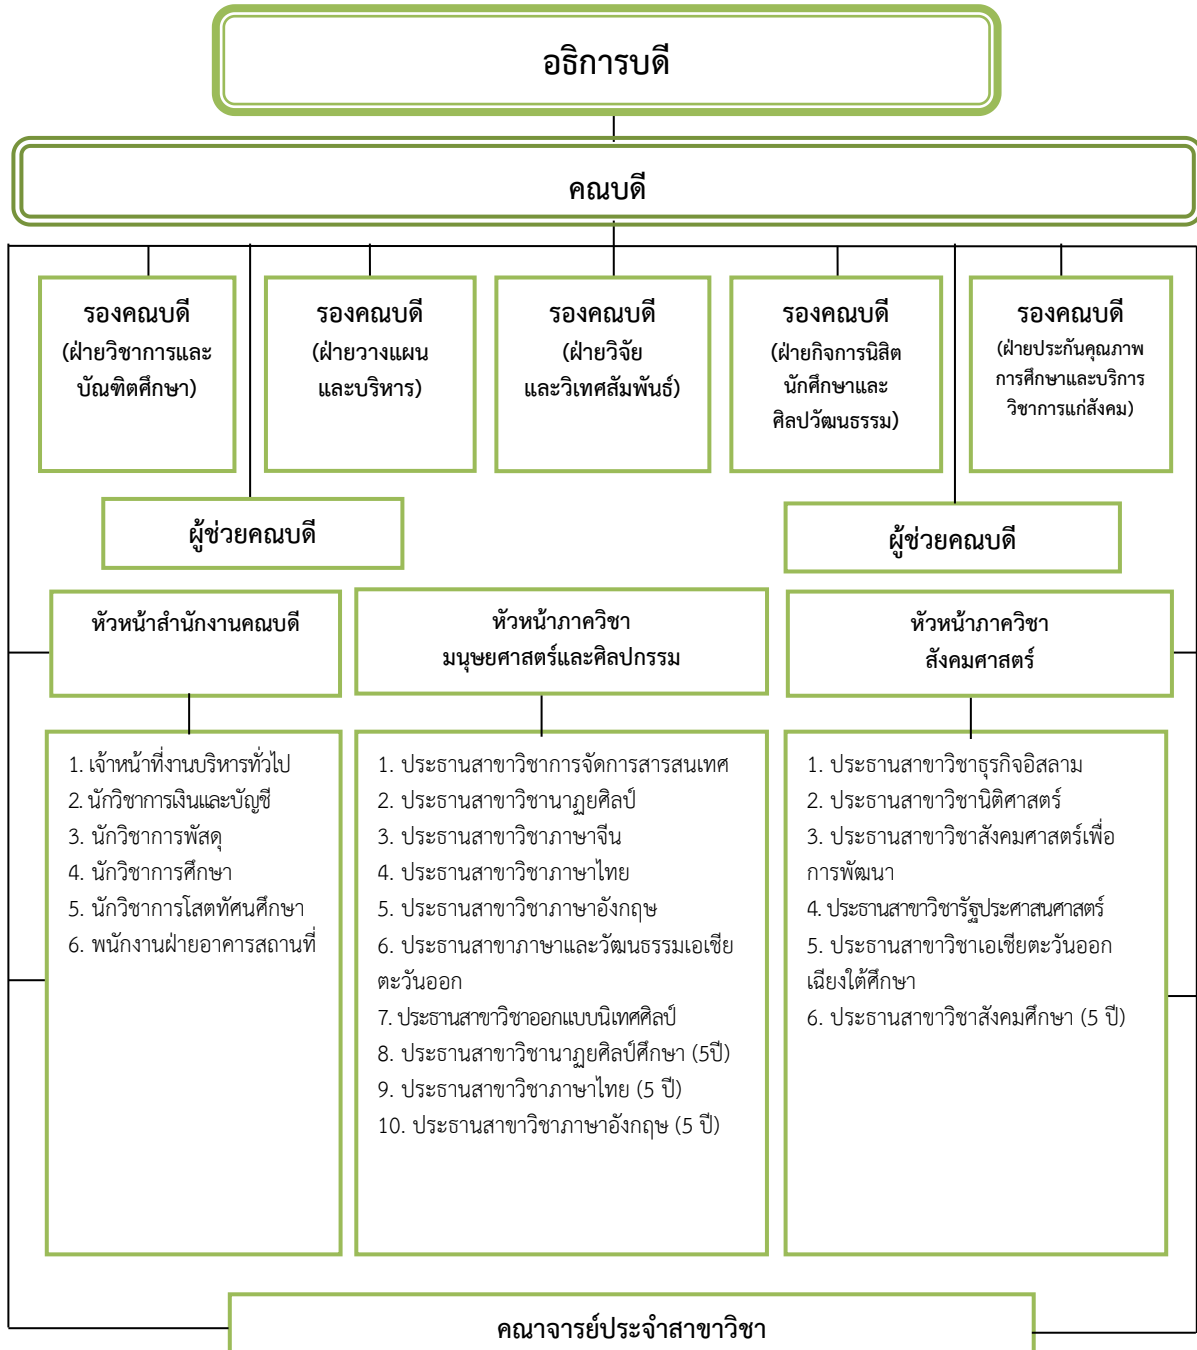 อธิการบดี
คณบดี
รองคณบดี
(ฝ่ายวิชาการและ
บัณฑิตศึกษา)
รองคณบดี
(ฝ่ายวางแผน
และบริหาร)
รองคณบดี
(ฝ่ายวิจัย
และวิเทศสัมพันธ์)
รองคณบดี
(ฝ่ายกิจการนิสิต
นักศึกษาและ
ศิลปวัฒนธรรม)
รองคณบดี
(ฝ่ายประกันคุณภาพ
การศึกษาและบริการ
วิชาการแก่สังคม)
ผู้ช่วยคณบดี
ผู้ช่วยคณบดี
หัวหน้าสำนักงานคณบดี
หัวหน้าภาควิชา
มนุษยศาสตร์และศิลปกรรม
หัวหน้าภาควิชา
สังคมศาสตร์
1. เจ้าหน้าที่งานบริหารทั่วไป
2. นักวิชาการเงินและบัญชี
3. นักวิชาการพัสดุ
4. นักวิชาการศึกษา
5. นักวิชาการโสตทัศนศึกษา
6. พนักงานฝ่ายอาคารสถานที่
1. ประธานสาขาวิชาการจัดการสารสนเทศ
2. ประธานสาขาวิชานาฏยศิลป์
3. ประธานสาขาวิชาภาษาจีน
4. ประธานสาขาวิชาภาษาไทย
5. ประธานสาขาวิชาภาษาอังกฤษ
6. ประธานสาขาภาษาและวัฒนธรรมเอเชีย
ตะวันออก
7. ประธานสาขาวิชาออกแบบนิเทศศิลป์
8. ประธานสาขาวิชานาฏยศิลป์ศึกษา (5ปี)
9. ประธานสาขาวิชาภาษาไทย (5 ปี)
10. ประธานสาขาวิชาภาษาอังกฤษ (5 ปี)
1. ประธานสาขาวิชาธุรกิจอิสลาม
2. ประธานสาขาวิชานิติศาสตร์
3. ประธานสาขาวิชาสังคมศาสตร์เพื่อ
การพัฒนา
4. ประธานสาขาวิชารัฐประศาสนศาสตร์
5. ประธานสาขาวิชาเอเชียตะวันออก
เฉียงใต้ศึกษา
6. ประธานสาขาวิชาสังคมศึกษา (5 ปี)
คณาจารย์ประจำสาขาวิชา